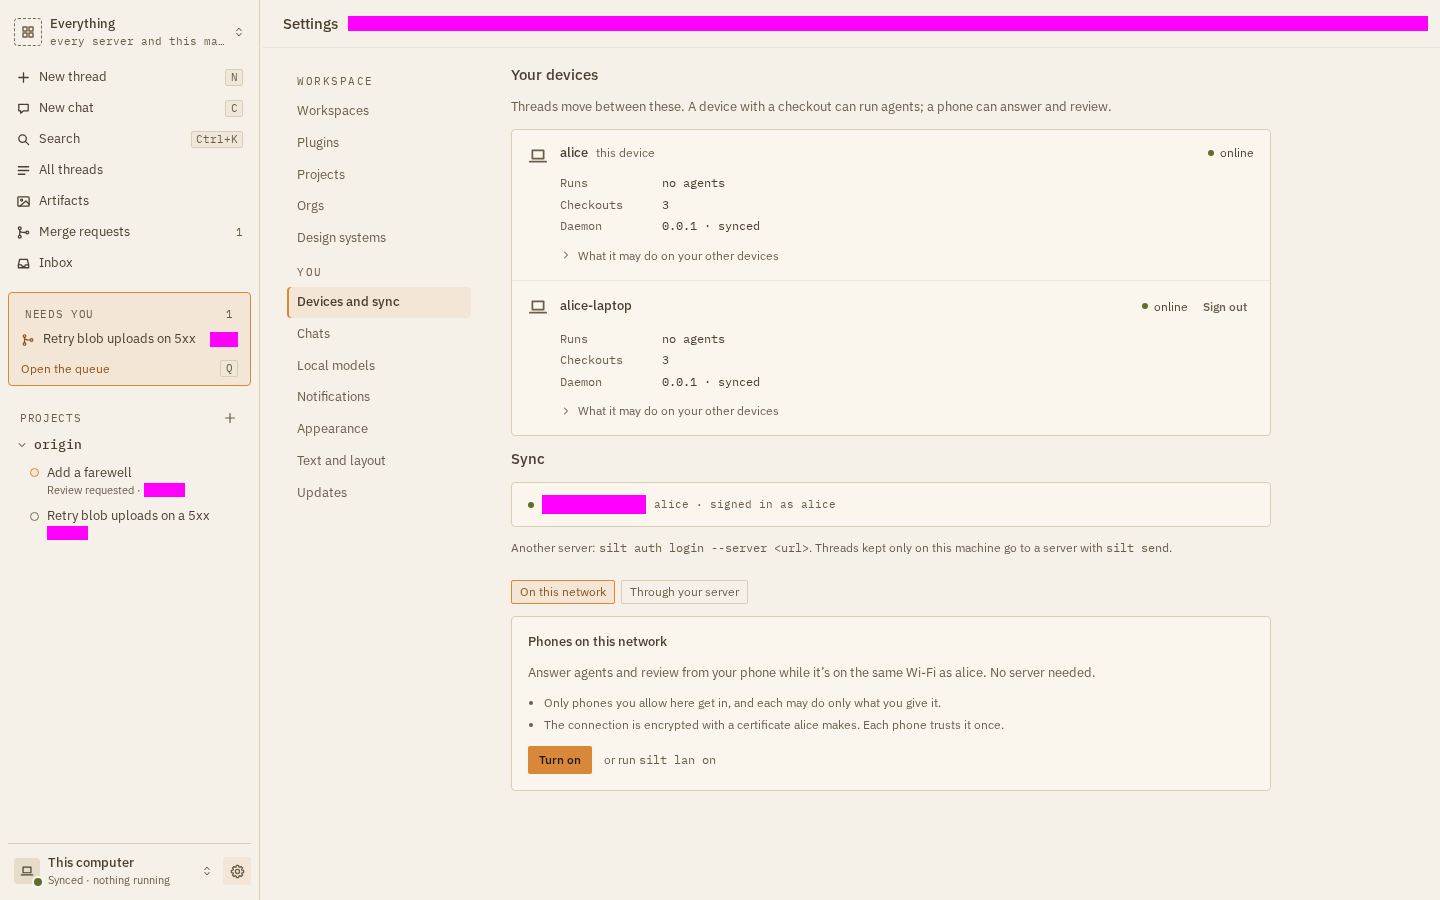 Everything
every server and this ma…
New thread N
New chat C
Search Ctrl+K
All threads
Artifacts
Merge requests 1
Inbox
NEEDS YOU 1
Retry blob uploads on 5xx
Open the queue Q
PROJECTS
origin
Add a farewell
Review requested ·
Retry blob uploads on a 5xx
This computer
Synced · nothing running
Settings
WORKSPACE
Workspaces
Plugins
Projects
Orgs
Design systems
YOU
Devices and sync
Chats
Local models
Notifications
Appearance
Text and layout
Updates
Your devices
Threads move between these. A device with a checkout can run agents; a phone can answer and review.
alice this device online
Runs no agents
Checkouts 3
Daemon 0.0.1 · synced
What it may do on your other devices
alice-laptop online Sign out
Runs no agents
Checkouts 3
Daemon 0.0.1 · synced
What it may do on your other devices
Sync
alice · signed in as alice
Another server: silt auth login --server <url>. Threads kept only on this machine go to a server with silt send.
On this network Through your server
Phones on this network
Answer agents and review from your phone while it's on the same Wi-Fi as alice. No server needed.
• Only phones you allow here get in, and each may do only what you give it.
• The connection is encrypted with a certificate alice makes. Each phone trusts it once.
Turn on or run silt lan on